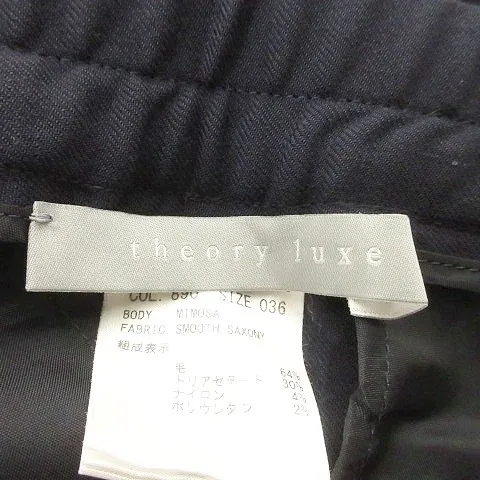 theory luxe
COL. 890 SIZE 036
BODY MIMOSA
FABRIC SMOOTH SAXONY
組成表示
毛 64%
トリアセテート 30%
ナイロン 4%
ポリウレタン 2%